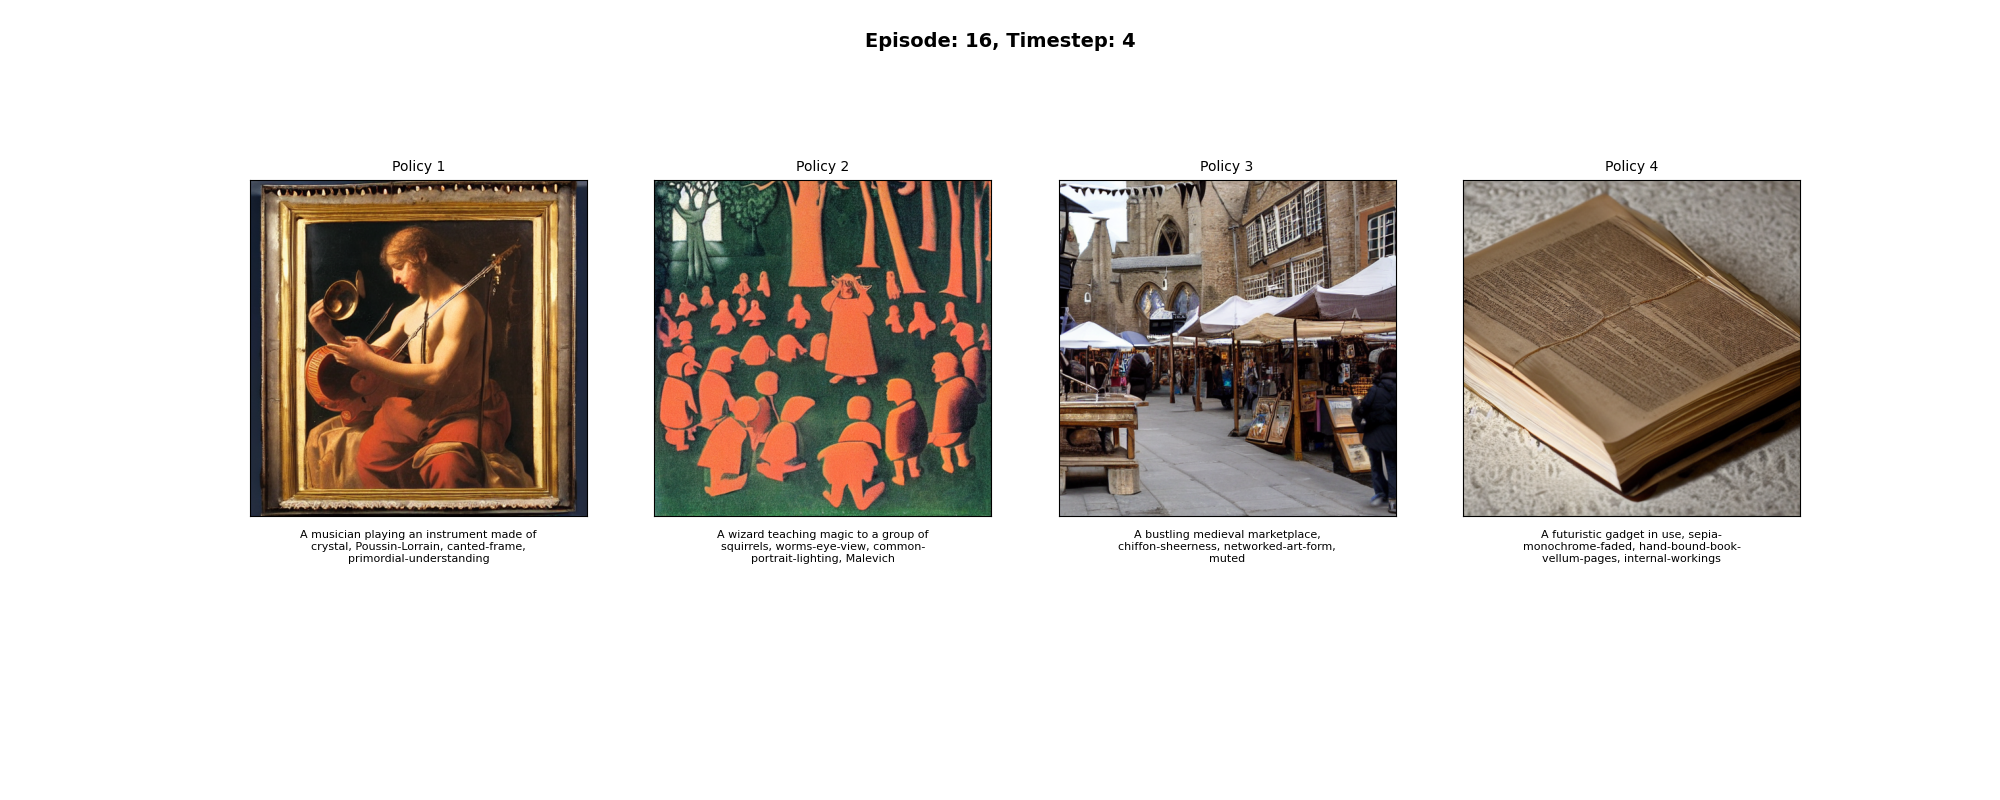 Episode: 16, Timestep: 4
Policy 1
Policy 2
Policy 3
Policy 4
A musician playing an instrument made of
crystal, Poussin-Lorrain, canted-frame,
primordial-understanding
A wizard teaching magic to a group of
squirrels, worms-eye-view, common-
portrait-lighting, Malevich
A bustling medieval marketplace,
chiffon-sheerness, networked-art-form,
muted
A futuristic gadget in use, sepia-
monochrome-faded, hand-bound-book-
vellum-pages, internal-workings